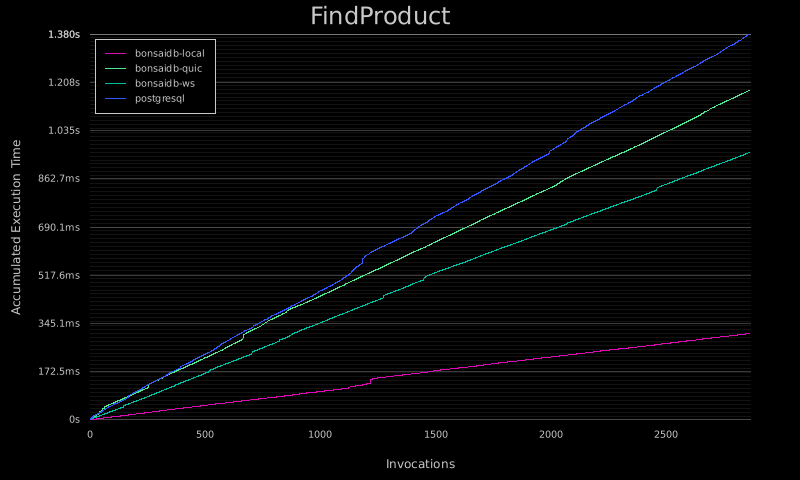 FindProduct
1.380s
1.208s
1.035s
862.7ms
690.1ms
517.6ms
345.1ms
172.5ms
0s
bonsaidb-local
bonsaidb-quic
bonsaidb-ws
postgresql
Accumulated Execution Time
0 500 1000 1500 2000 2500
Invocations